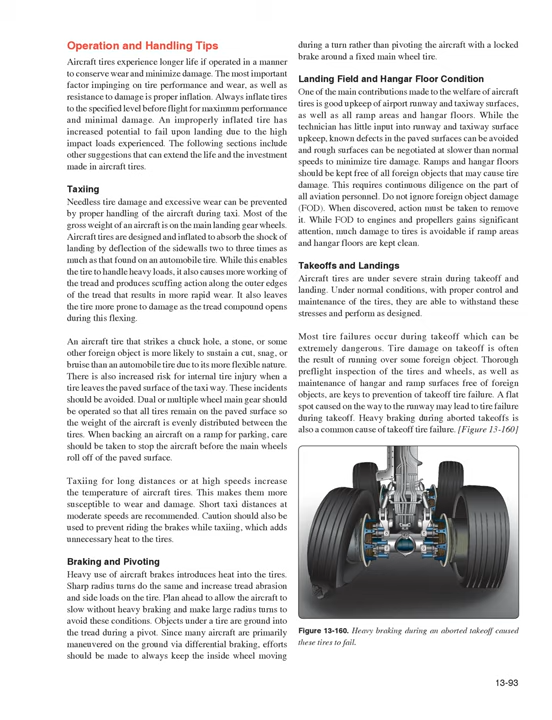 Operation and Handling Tips
Aircraft tires experience longer life if operated in a manner
to conserve wear and minimize damage. The most important
factor impinging on tire performance and wear, as well as
resistance to damage is proper inflation. Always inflate tires
to the specified level before flight for maximum performance
and minimal damage. An improperly inflated tire has
increased potential to fail upon landing due to the high
impact loads experienced. The following sections include
other suggestions that can extend the life and the investment
made in aircraft tires.
Taxiing
Needless tire damage and excessive wear can be prevented
by proper handling of the aircraft during taxi. Most of the
gross weight of an aircraft is on the main landing gear wheels.
Aircraft tires are designed and inflated to absorb the shock of
landing by deflection of the sidewalls two to three times as
much as that found on an automobile tire. While this enables
the tire to handle heavy loads, it also causes more working of
the tread and produces scuffing action along the outer edges
of the tread that results in more rapid wear. It also leaves
the tire more prone to damage as the tread compound opens
during this flexing.
An aircraft tire that strikes a chuck hole, a stone, or some
other foreign object is more likely to sustain a cut, snag, or
bruise than an automobile tire due to its more flexible nature.
There is also increased risk for internal tire injury when a
tire leaves the paved surface of the taxi way. These incidents
should be avoided. Dual or multiple wheel main gear should
be operated so that all tires remain on the paved surface so
the weight of the aircraft is evenly distributed between the
tires. When backing an aircraft on a ramp for parking, care
should be taken to stop the aircraft before the main wheels
roll off of the paved surface.
Taxiing for long distances or at high speeds increase
the temperature of aircraft tires. This makes them more
susceptible to wear and damage. Short taxi distances at
moderate speeds are recommended. Caution should also be
used to prevent riding the brakes while taxiing, which adds
unnecessary heat to the tires.
Braking and Pivoting
Heavy use of aircraft brakes introduces heat into the tires.
Sharp radius turns do the same and increase tread abrasion
and side loads on the tire. Plan ahead to allow the aircraft to
slow without heavy braking and make large radius turns to
avoid these conditions. Objects under a tire are ground into
the tread during a pivot. Since many aircraft are primarily
maneuvered on the ground via differential braking, efforts
should be made to always keep the inside wheel moving
during a turn rather than pivoting the aircraft with a locked
brake around a fixed main wheel tire.
Landing Field and Hangar Floor Condition
One of the main contributions made to the welfare of aircraft
tires is good upkeep of airport runway and taxiway surfaces,
as well as all ramp areas and hangar floors. While the
technician has little input into runway and taxiway surface
upkeep, known defects in the paved surfaces can be avoided
and rough surfaces can be negotiated at slower than normal
speeds to minimize tire damage. Ramps and hangar floors
should be kept free of all foreign objects that may cause tire
damage. This requires continuous diligence on the part of
all aviation personnel. Do not ignore foreign object damage
(FOD). When discovered, action must be taken to remove
it. While FOD to engines and propellers gains significant
attention, much damage to tires is avoidable if ramp areas
and hangar floors are kept clean.
Takeoffs and Landings
Aircraft tires are under severe strain during takeoff and
landing. Under normal conditions, with proper control and
maintenance of the tires, they are able to withstand these
stresses and perform as designed.
Most tire failures occur during takeoff which can be
extremely dangerous. Tire damage on takeoff is often
the result of running over some foreign object. Thorough
preflight inspection of the tires and wheels, as well as
maintenance of hangar and ramp surfaces free of foreign
objects, are keys to prevention of takeoff tire failure. A flat
spot caused on the way to the runway may lead to tire failure
during takeoff. Heavy braking during aborted takeoffs is
also a common cause of takeoff tire failure. [Figure 13-160]
Figure 13-160. Heavy braking during an aborted takeoff caused
these tires to fail.
13-93